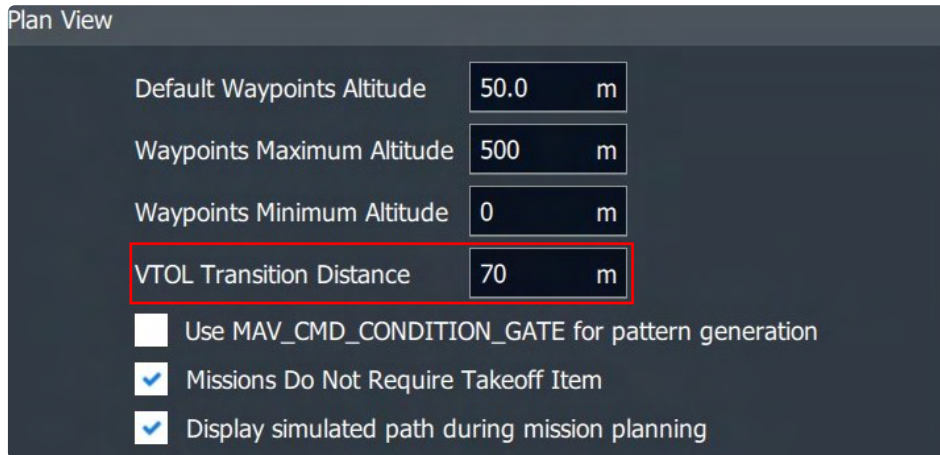 Plan View
Default Waypoints Altitude 50.0 m
Waypoints Maximum Altitude 500 m
Waypoints Minimum Altitude 0 m
VTOL Transition Distance 70 m
Use MAV_CMD_CONDITION_GATE for pattern generation
Missions Do Not Require Takeoff Item
Display simulated path during mission planning